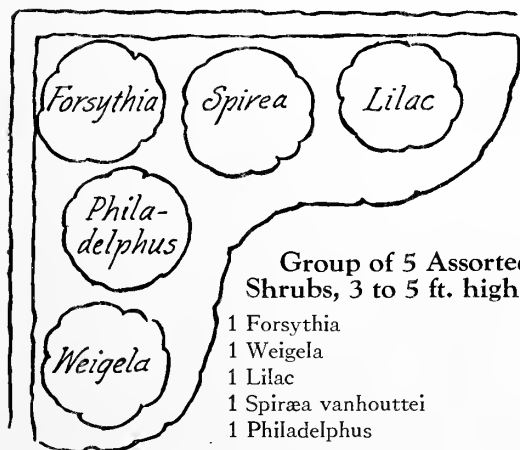 Forsythia
Spirea
Lilac
Phila-
delphus
Weigela
Group of 5 Assorted
Shrubs, 3 to 5 ft. high
1 Forsythia
1 Weigela
1 Lilac
1 Spiræa vanhouttei
1 Philadelphus